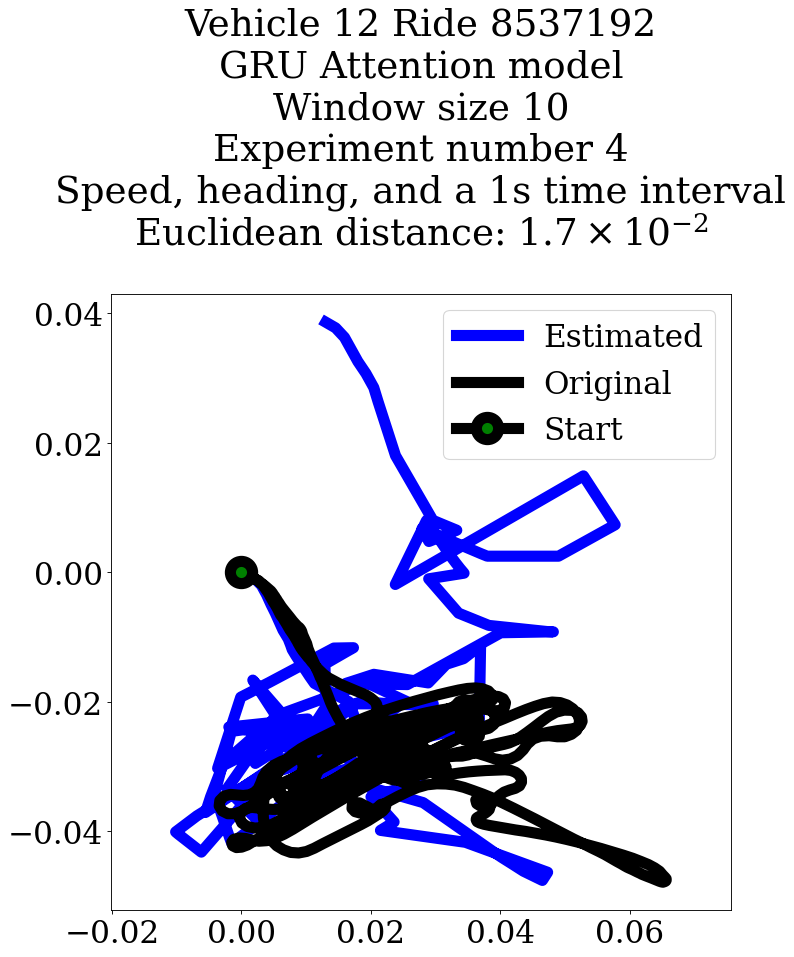 Vehicle 12 Ride 8537192
GRU Attention model
Window size 10
Experiment number 4
Speed, heading, and a 1s time interval
Euclidean distance: 1.7 × 10⁻²
Estimated
Original
Start
0.04
0.02
0.00
−0.02
−0.04
−0.02
0.00
0.02
0.04
0.06